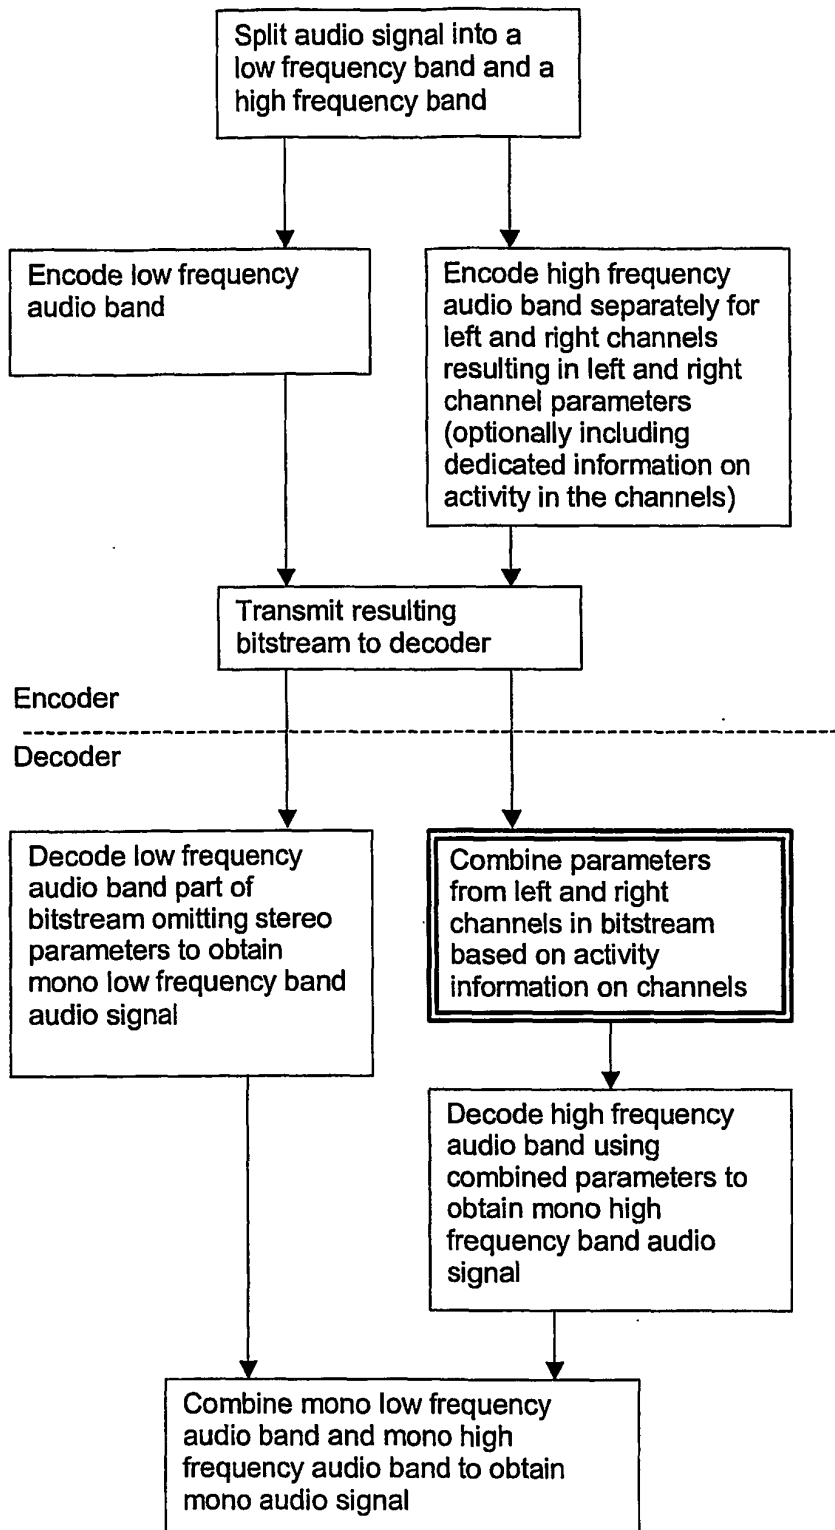 Split audio signal into a
low frequency band and a
high frequency band
Encode low frequency
audio band
Encode high frequency
audio band separately for
left and right channels
resulting in left and right
channel parameters
(optionally including
dedicated information on
activity in the channels)
Transmit resulting
bitstream to decoder
Encoder
Decoder
Decode low frequency
audio band part of
bitstream omitting stereo
parameters to obtain
mono low frequency band
audio signal
Combine parameters
from left and right
channels in bitstream
based on activity
information on channels
Decode high frequency
audio band using
combined parameters to
obtain mono high
frequency band audio
signal
Combine mono low frequency
audio band and mono high
frequency audio band to obtain
mono audio signal